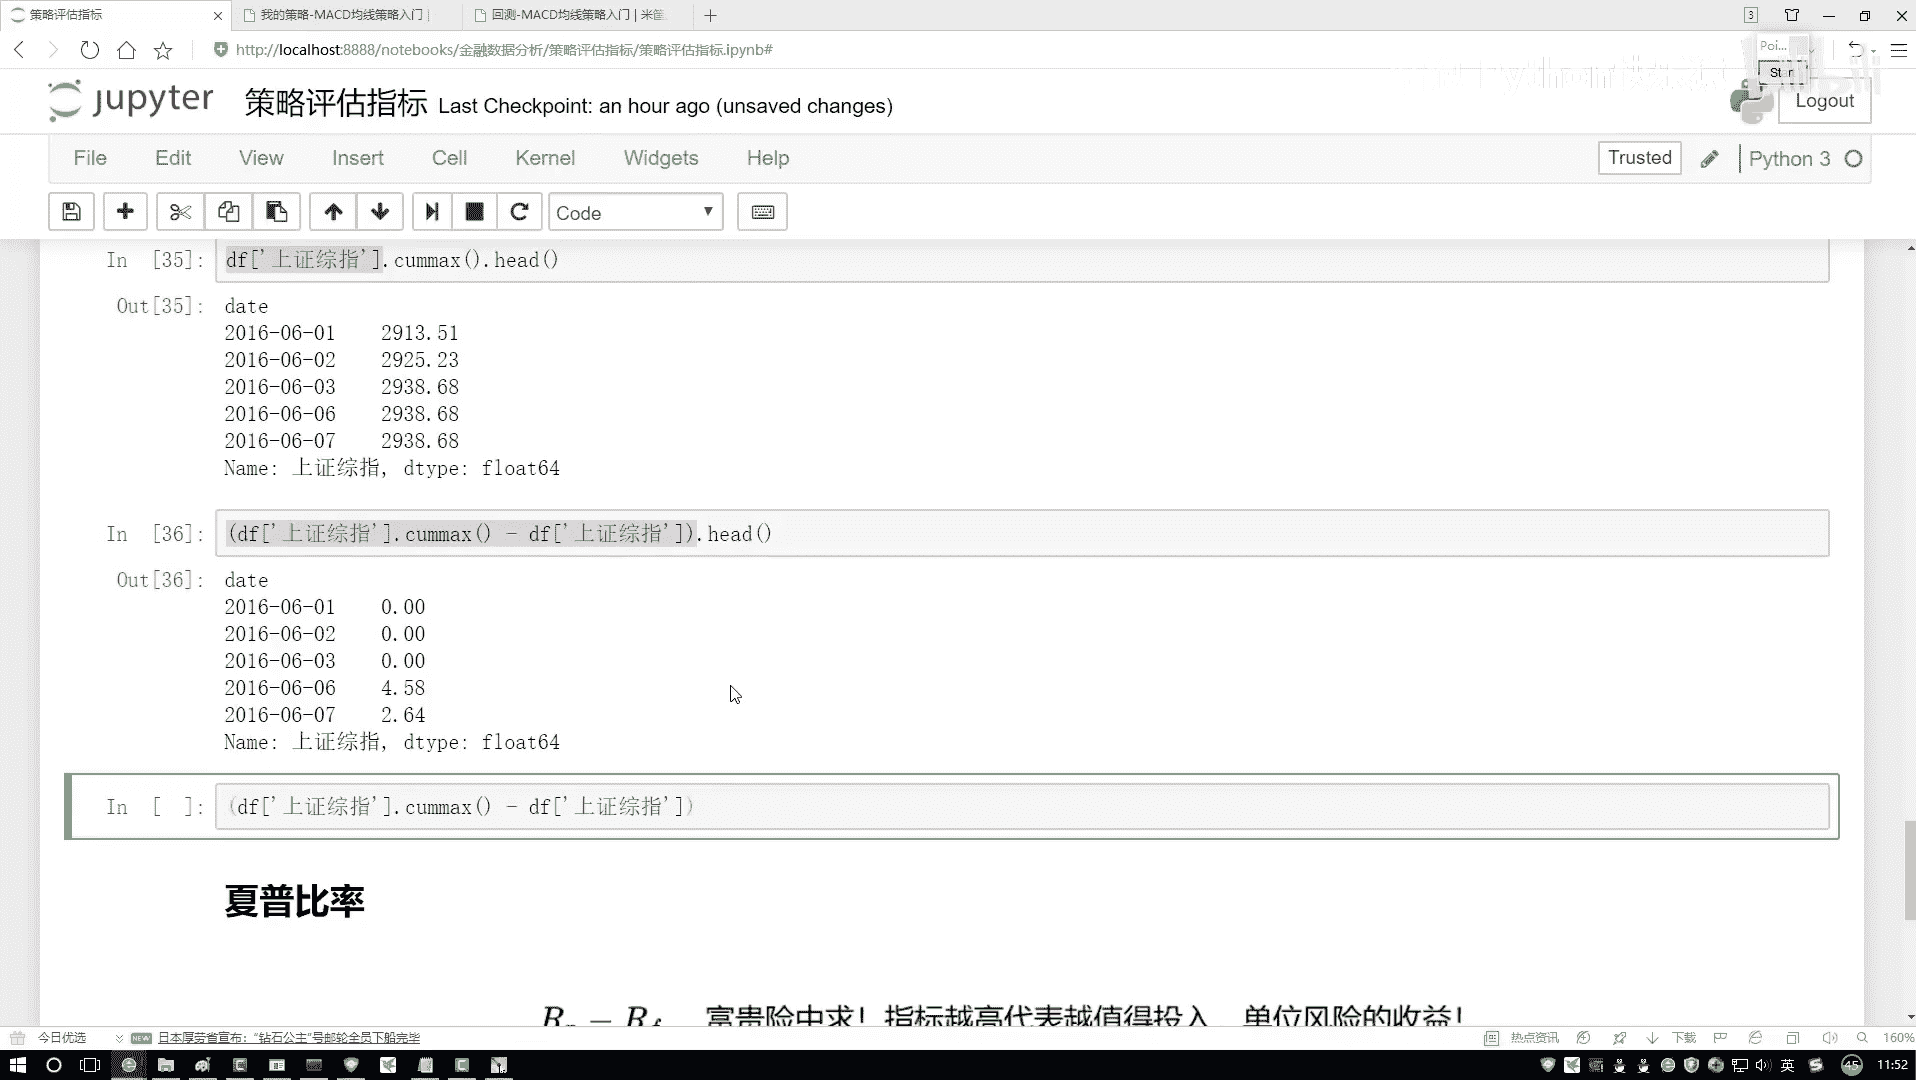 策略评估指标
我的策略-MACD均线策略入门 |
回测-MACD均线策略入门 | 米筐
3
http://localhost:8888/notebooks/金融数据分析/策略评估指标/策略评估指标.ipynb#
Poi...
jupyter 策略评估指标 Last Checkpoint: an hour ago (unsaved changes)
Logout
File Edit View Insert Cell Kernel Widgets Help
Trusted
Python 3
Code
In [35]: df['上证综指'].cummax().head()
Out[35]: date
2016-06-01 2913.51
2016-06-02 2925.23
2016-06-03 2938.68
2016-06-06 2938.68
2016-06-07 2938.68
Name: 上证综指, dtype: float64
In [36]: (df['上证综指'].cummax() - df['上证综指']).head()
Out[36]: date
2016-06-01 0.00
2016-06-02 0.00
2016-06-03 0.00
2016-06-06 4.58
2016-06-07 2.64
Name: 上证综指, dtype: float64
In [ ]: (df['上证综指'].cummax() - df['上证综指'])
夏普比率
富贵险中求！指标越高代表越值得投入，单位风险的收益！
今日优选
NEW 日本厚劳省宣布：“钻石公主”号邮轮全员下船完毕
热点资讯
下载
160%
英
45
11:52